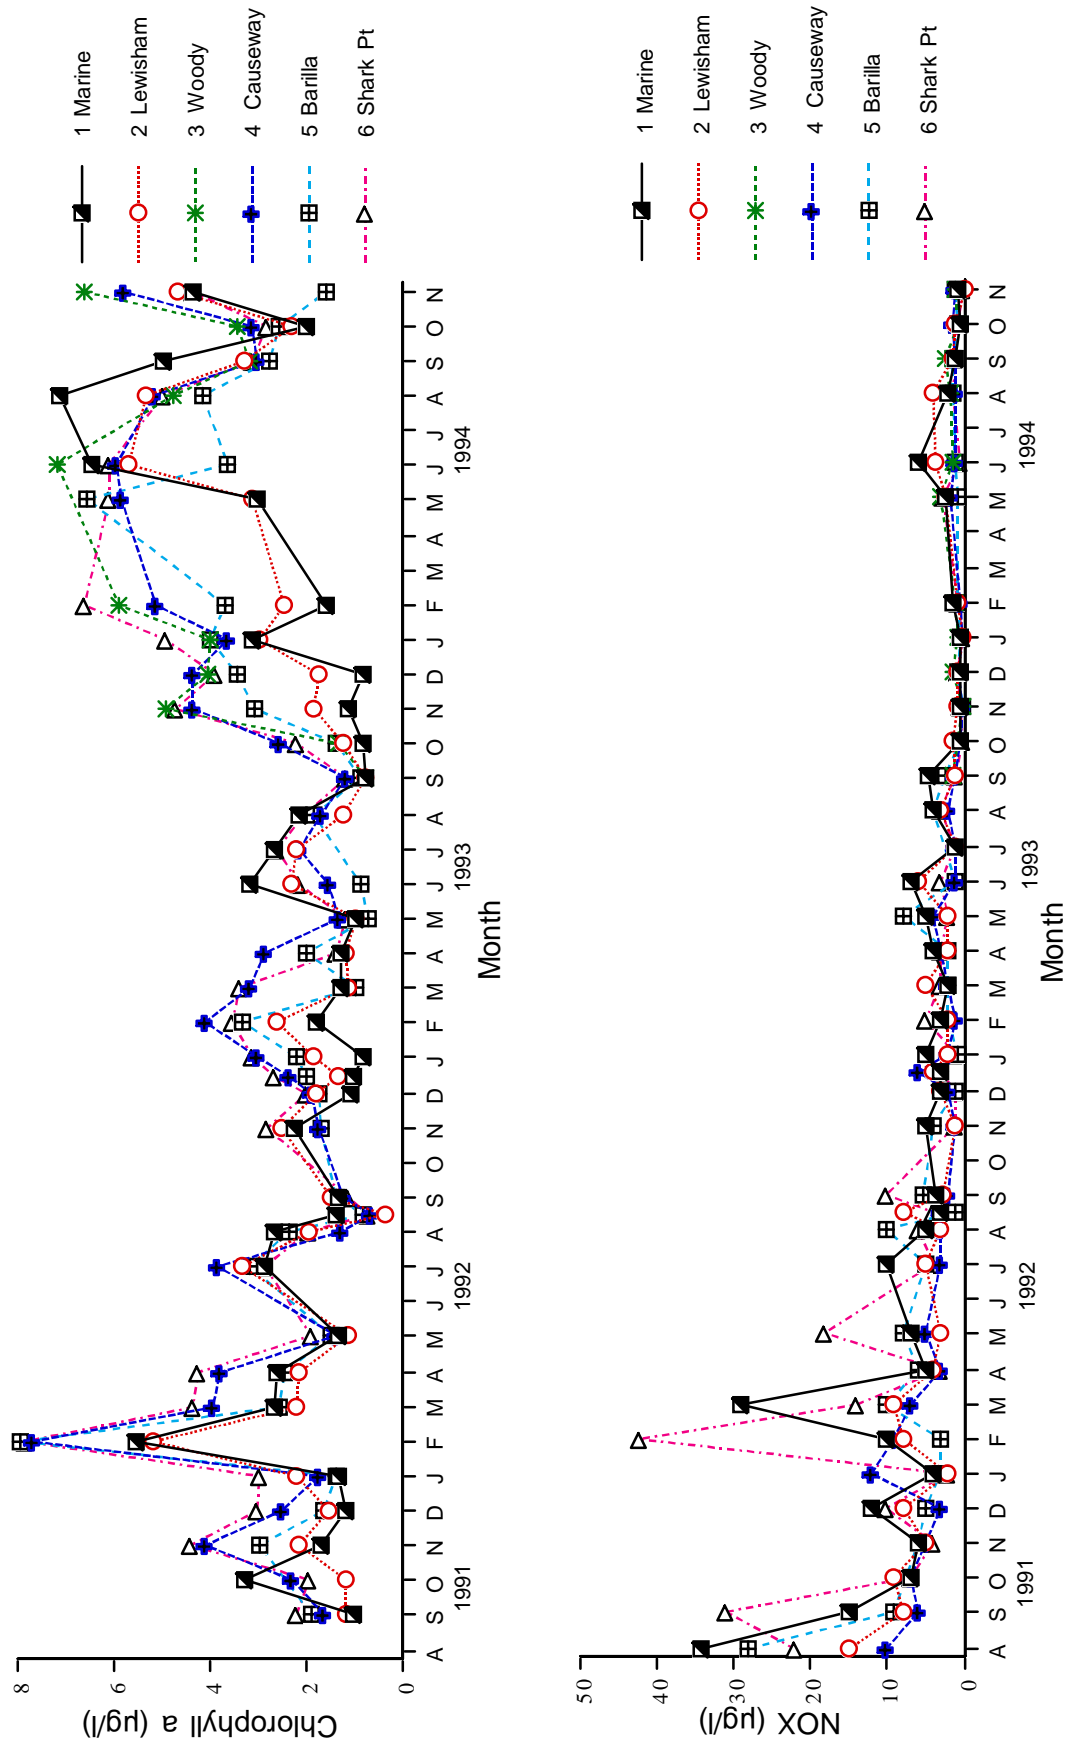 8
6
4
2
0
Chlorophyll a (µg/l)
A S O N D J F M A M J J A S O N D J F M A M J J A S O N D J F M A M J J A S O N
1991
1992
1993
1994
Month
1 Marine
2 Lewisham
3 Woody
4 Causeway
5 Barilla
6 Shark Pt
50
40
30
20
10
0
NOX (µg/l)
A S O N D J F M A M J J A S O N D J F M A M J J A S O N D J F M A M J J A S O N
1991
1992
1993
1994
Month
1 Marine
2 Lewisham
3 Woody
4 Causeway
5 Barilla
6 Shark Pt